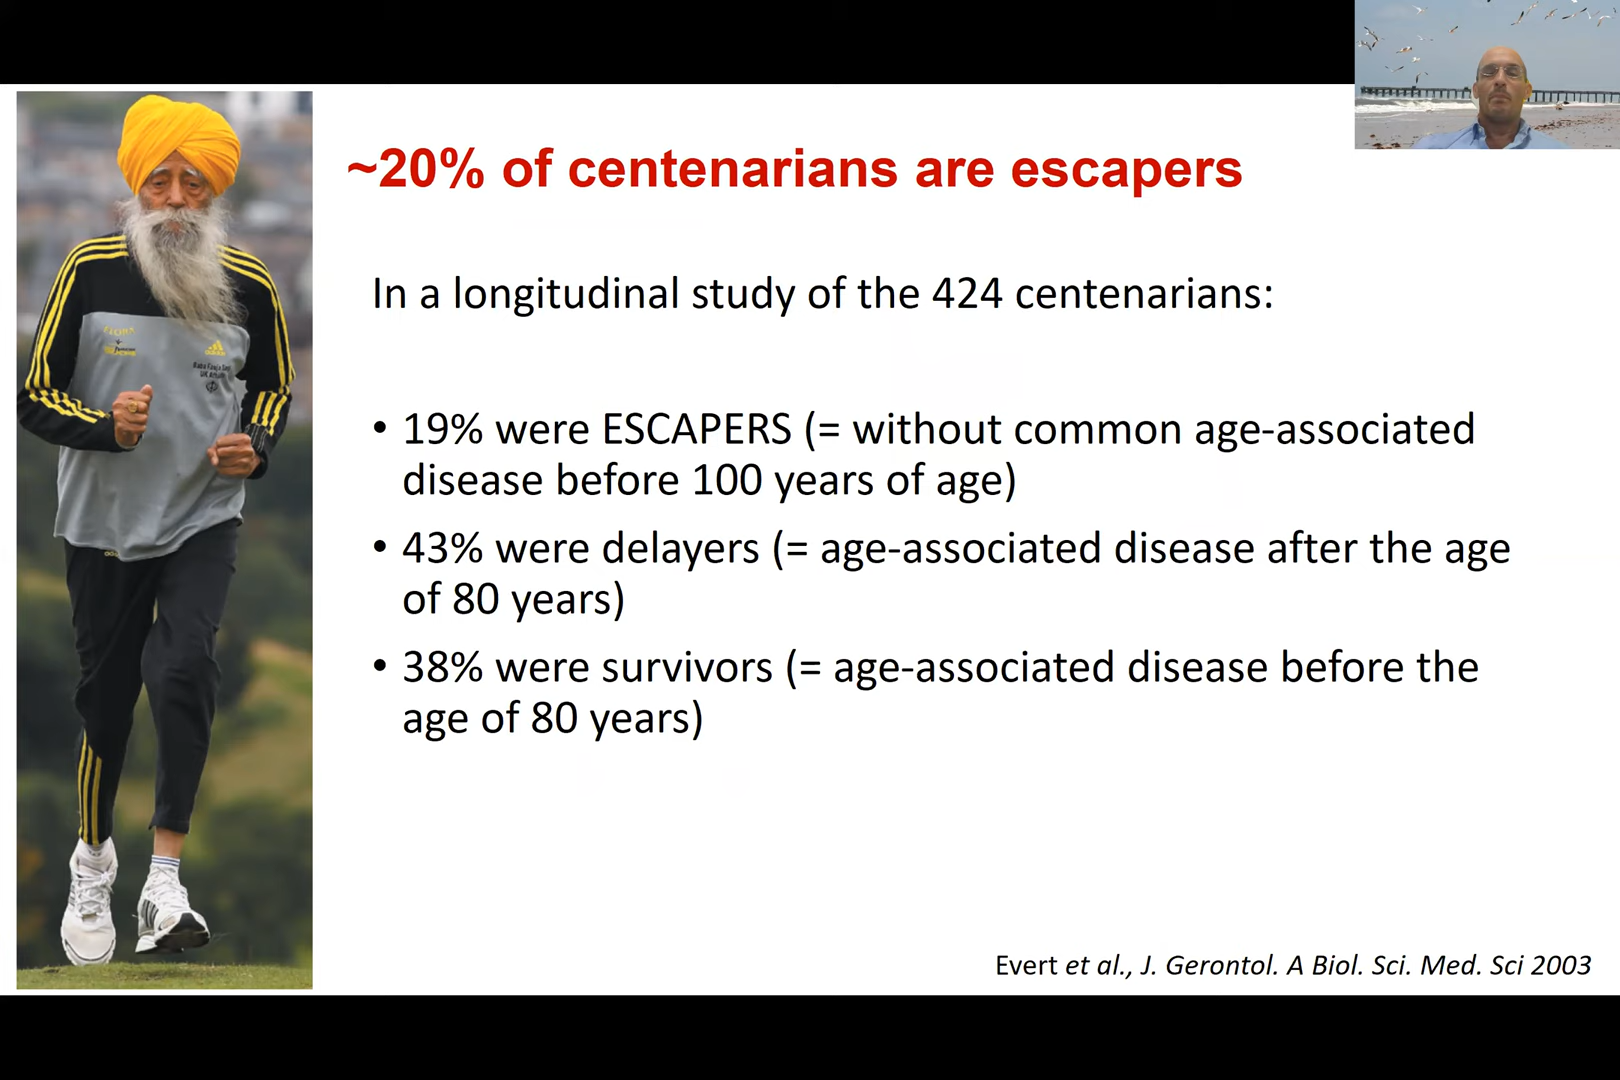 ~20% of centenarians are escapers
In a longitudinal study of the 424 centenarians:
• 19% were ESCAPERS (= without common age-associated
disease before 100 years of age)
• 43% were delayers (= age-associated disease after the age
of 80 years)
• 38% were survivors (= age-associated disease before the
age of 80 years)
Evert et al., J. Gerontol. A Biol. Sci. Med. Sci 2003
adidas